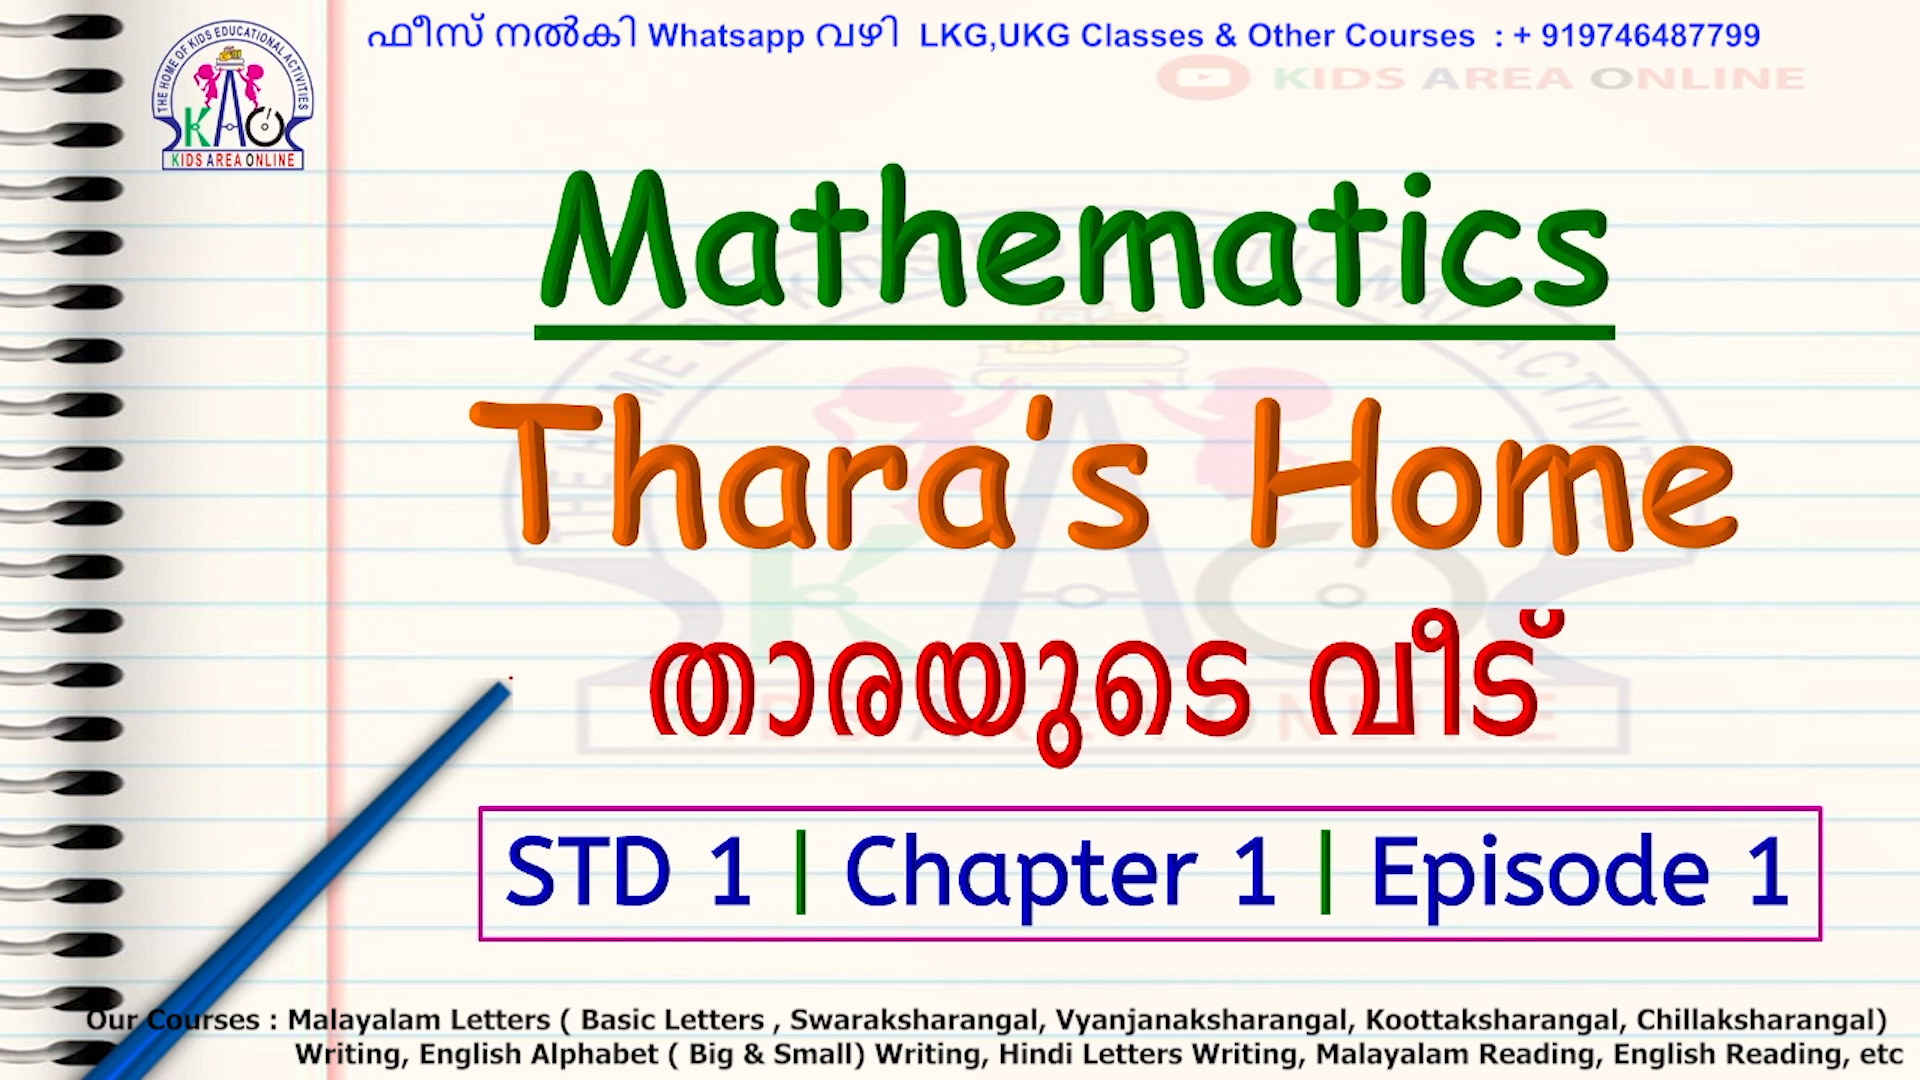 ഫീസ് നൽകി Whatsapp വഴി LKG,UKG Classes & Other Courses : + 919746487799
KIDS AREA ONLINE
THE HOME OF KIDS EDUCATIONAL ACTIVITIES
KAO
KIDS AREA ONLINE
Mathematics
Thara's Home
താരയുടെ വീട്
STD 1 | Chapter 1 | Episode 1
Our Courses : Malayalam Letters ( Basic Letters , Swaraksharangal, Vyanjanaksharangal, Koottaksharangal, Chillaksharangal)
Writing, English Alphabet ( Big & Small) Writing, Hindi Letters Writing, Malayalam Reading, English Reading, etc